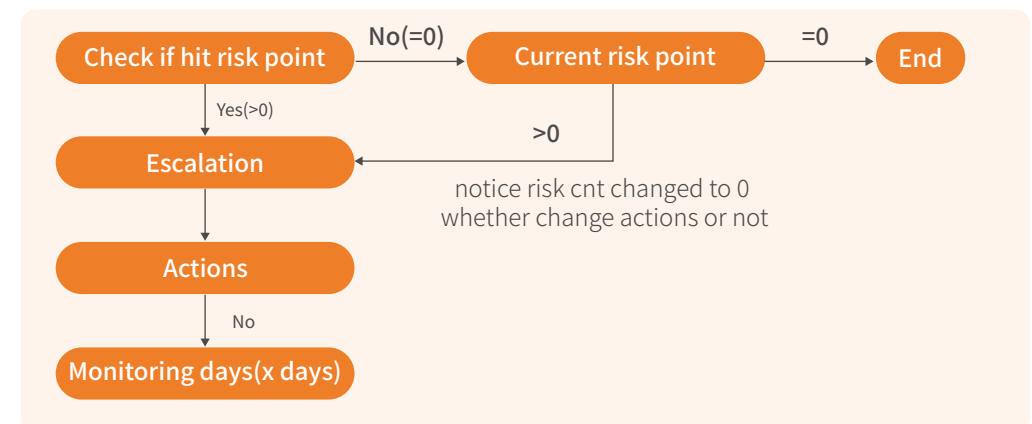 Check if hit risk point
No(=0)
Current risk point
=0
End
Yes(>0)
>0
Escalation
notice risk cnt changed to 0
whether change actions or not
Actions
No
Monitoring days(x days)